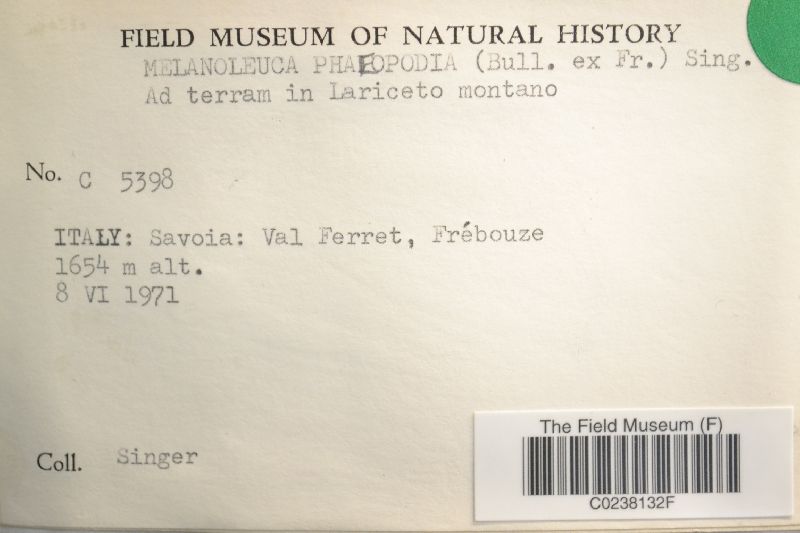 FIELD MUSEUM OF NATURAL HISTORY
MELANOLEUCA PHAEOPODIA (Bull. ex Fr.) Sing.
Ad terram in Lariceto montano
No. C 5398
ITALY: Savoia: Val Ferret, Frébouze
1654 m alt.
8 VI 1971
Coll. Singer
The Field Museum (F)
C0238132F